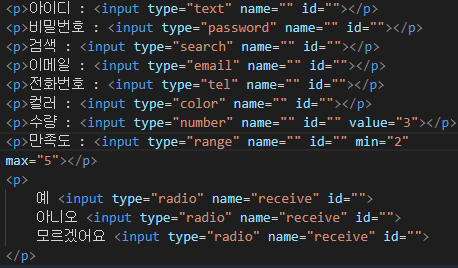 <p>아이디 : <input type="text" name="" id=""></p>
<p>비밀번호 : <input type="password" name="" id=""></p>
<p>검색 : <input type="search" name="" id=""></p>
<p>이메일 : <input type="email" name="" id=""></p>
<p>전화번호 : <input type="tel" name="" id=""></p>
<p>컬러 : <input type="color" name="" id=""></p>
<p>수량 : <input type="number" name="" id="" value="3"></p>
<p>만족도 : <input type="range" name="" id="" min="2"
max="5"></p>
<p>
    예 <input type="radio" name="receive" id="">
    아니오 <input type="radio" name="receive" id="">
    모르겠어요 <input type="radio" name="receive" id="">
</p>